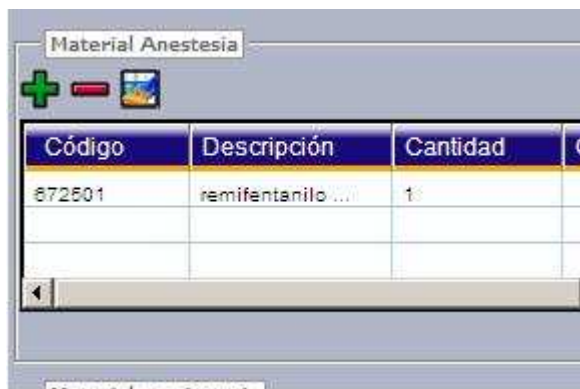 Material Anestesia
Código Descripción Cantidad
672501 remifentanilo ... 1